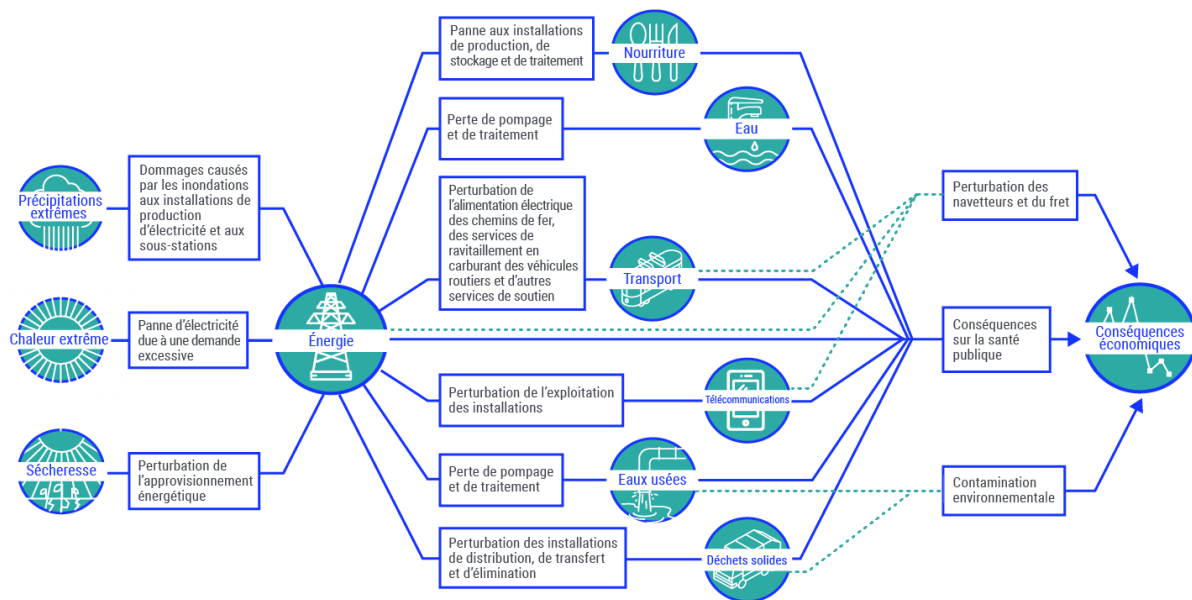 Précipitations
extrêmes
Chaleur extrême
Sécheresse
Dommages causés
par les inondations
aux installations de
production
d’électricité et aux
sous-stations
Panne d’électricité
due à une demande
excessive
Perturbation de
l’approvisionnement
énergétique
Énergie
Panne aux installations
de production, de
stockage et de traitement
Nourriture
Perte de pompage
et de traitement
Eau
Perturbation de
l’alimentation électrique
des chemins de fer,
des services de
ravitaillement en
carburant des véhicules
routiers et d’autres
services de soutien
Transport
Perturbation de l’exploitation
des installations
Télécommunications
Perte de pompage
et de traitement
Eaux usées
Perturbation des installations
de distribution, de transfert
et d’élimination
Déchets solides
Perturbation des
navetteurs et du fret
Conséquences
sur la santé
publique
Contamination
environnementale
Conséquences
économiques